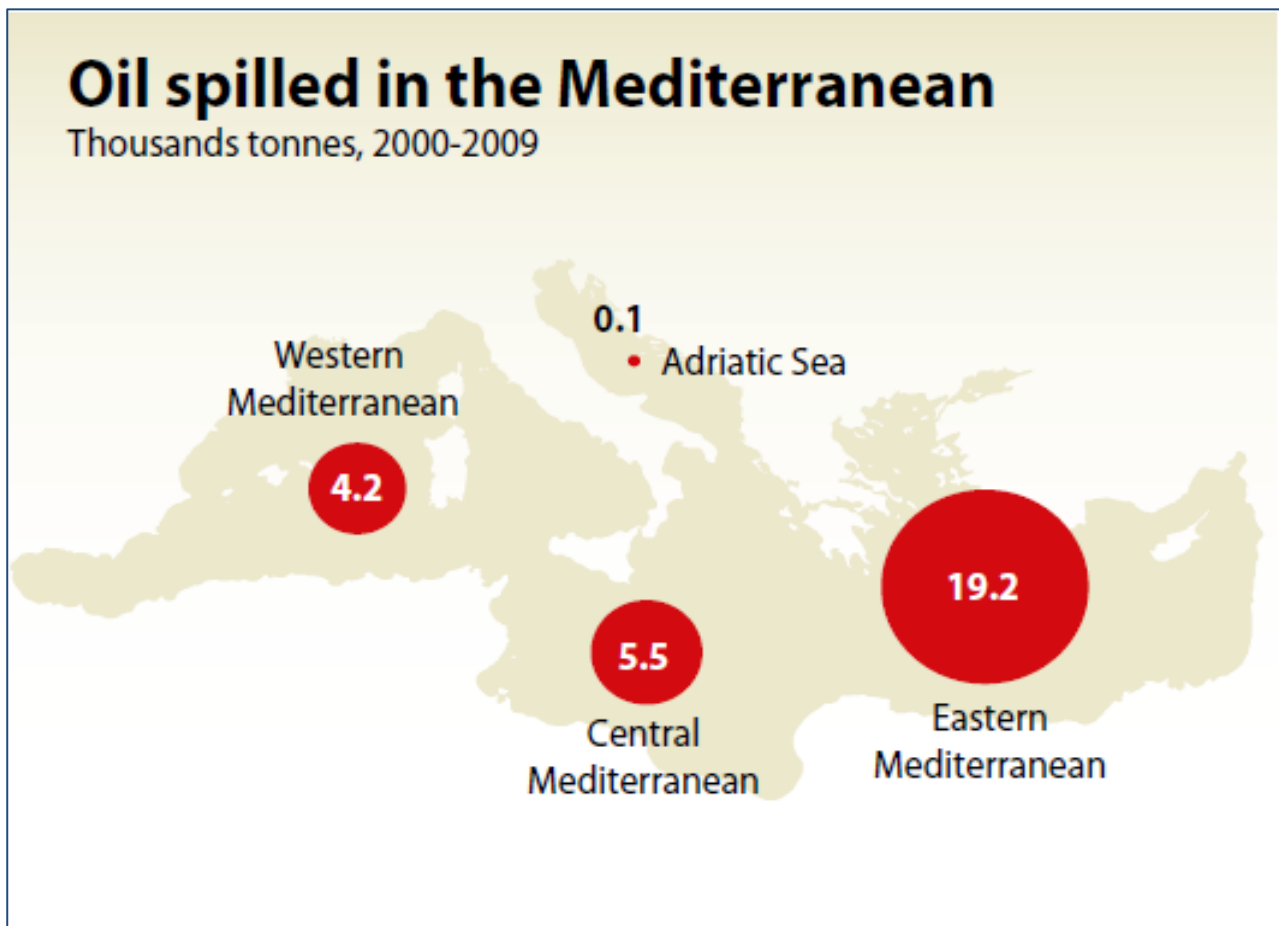 Oil spilled in the Mediterranean
Thousands tonnes, 2000-2009
0.1
Adriatic Sea
Western
Mediterranean
4.2
19.2
5.5
Eastern
Mediterranean
Central
Mediterranean